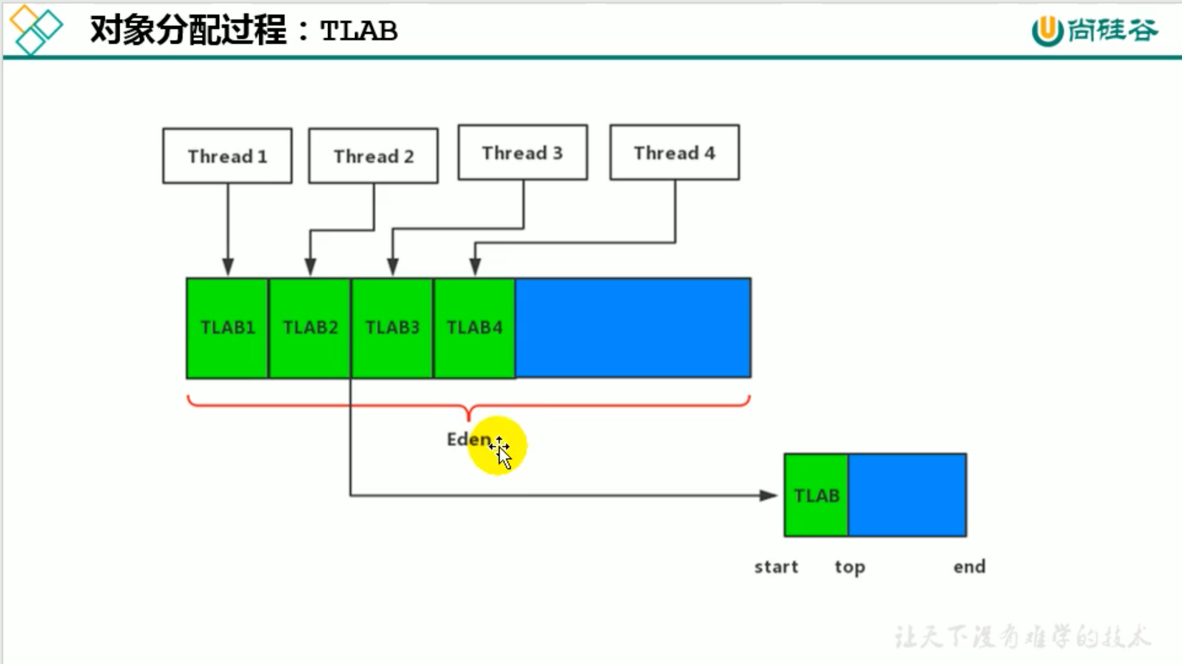 对象分配过程：TLAB
尚硅谷
Thread 1
Thread 2
Thread 3
Thread 4
TLAB1
TLAB2
TLAB3
TLAB4
Eden
TLAB
start
top
end
让天下没有难学的技术